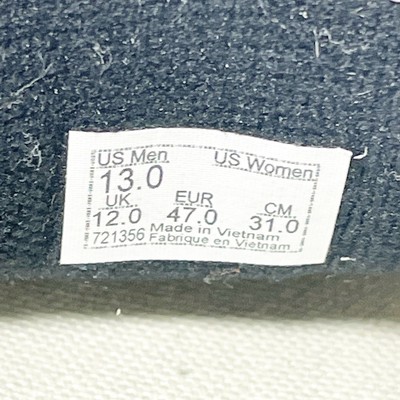 US Men US Women
13.0
UK EUR CM
12.0 47.0 31.0
721356 Made in Vietnam
Fabrique en Vietnam